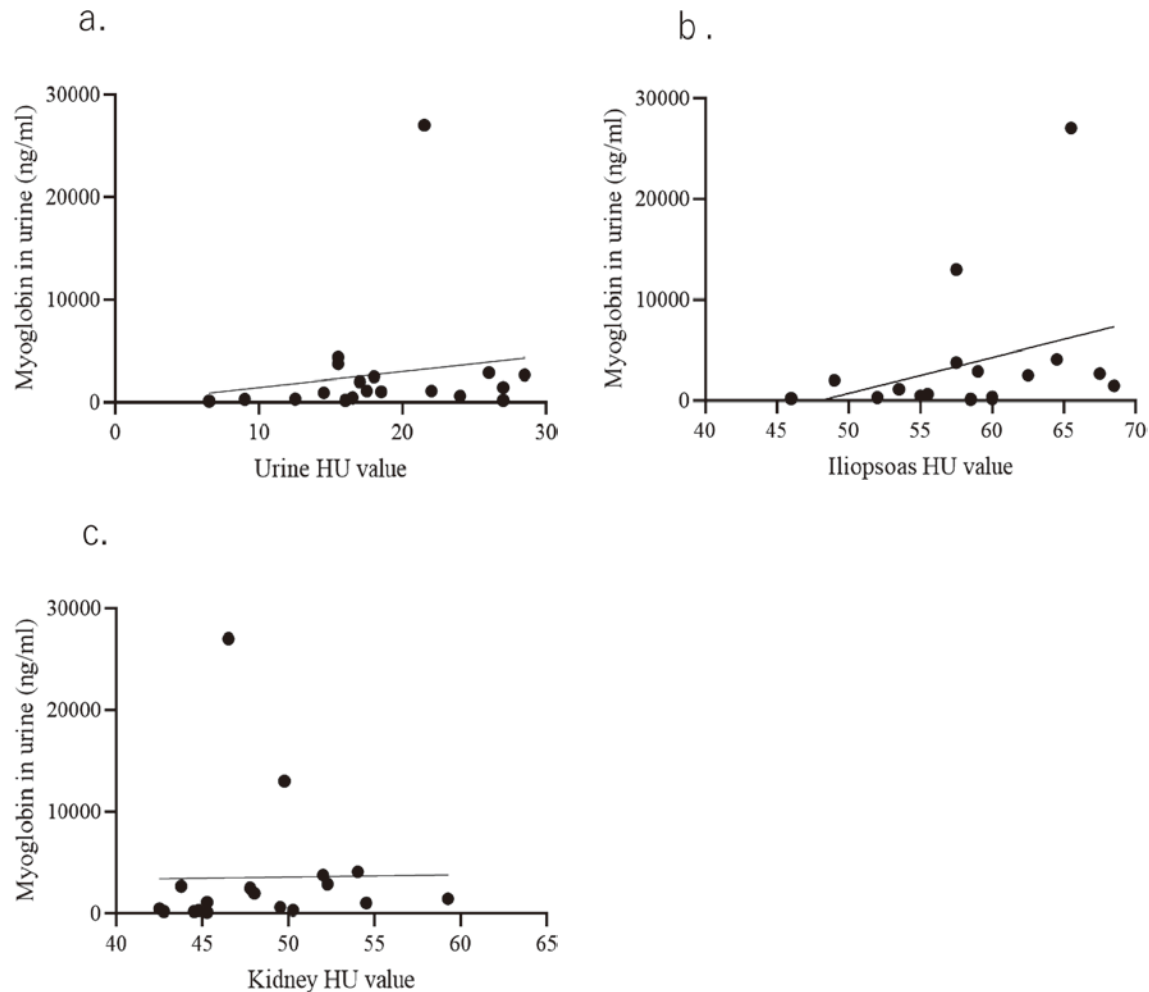 a.
Myoglobin in urine (ng/ml)
30000
20000
10000
0
0 10 20 30
Urine HU value
b.
Myoglobin in urine (ng/ml)
30000
20000
10000
0
40 45 50 55 60 65 70
Iliopsoas HU value
c.
Myoglobin in urine (ng/ml)
30000
20000
10000
0
40 45 50 55 60 65
Kidney HU value